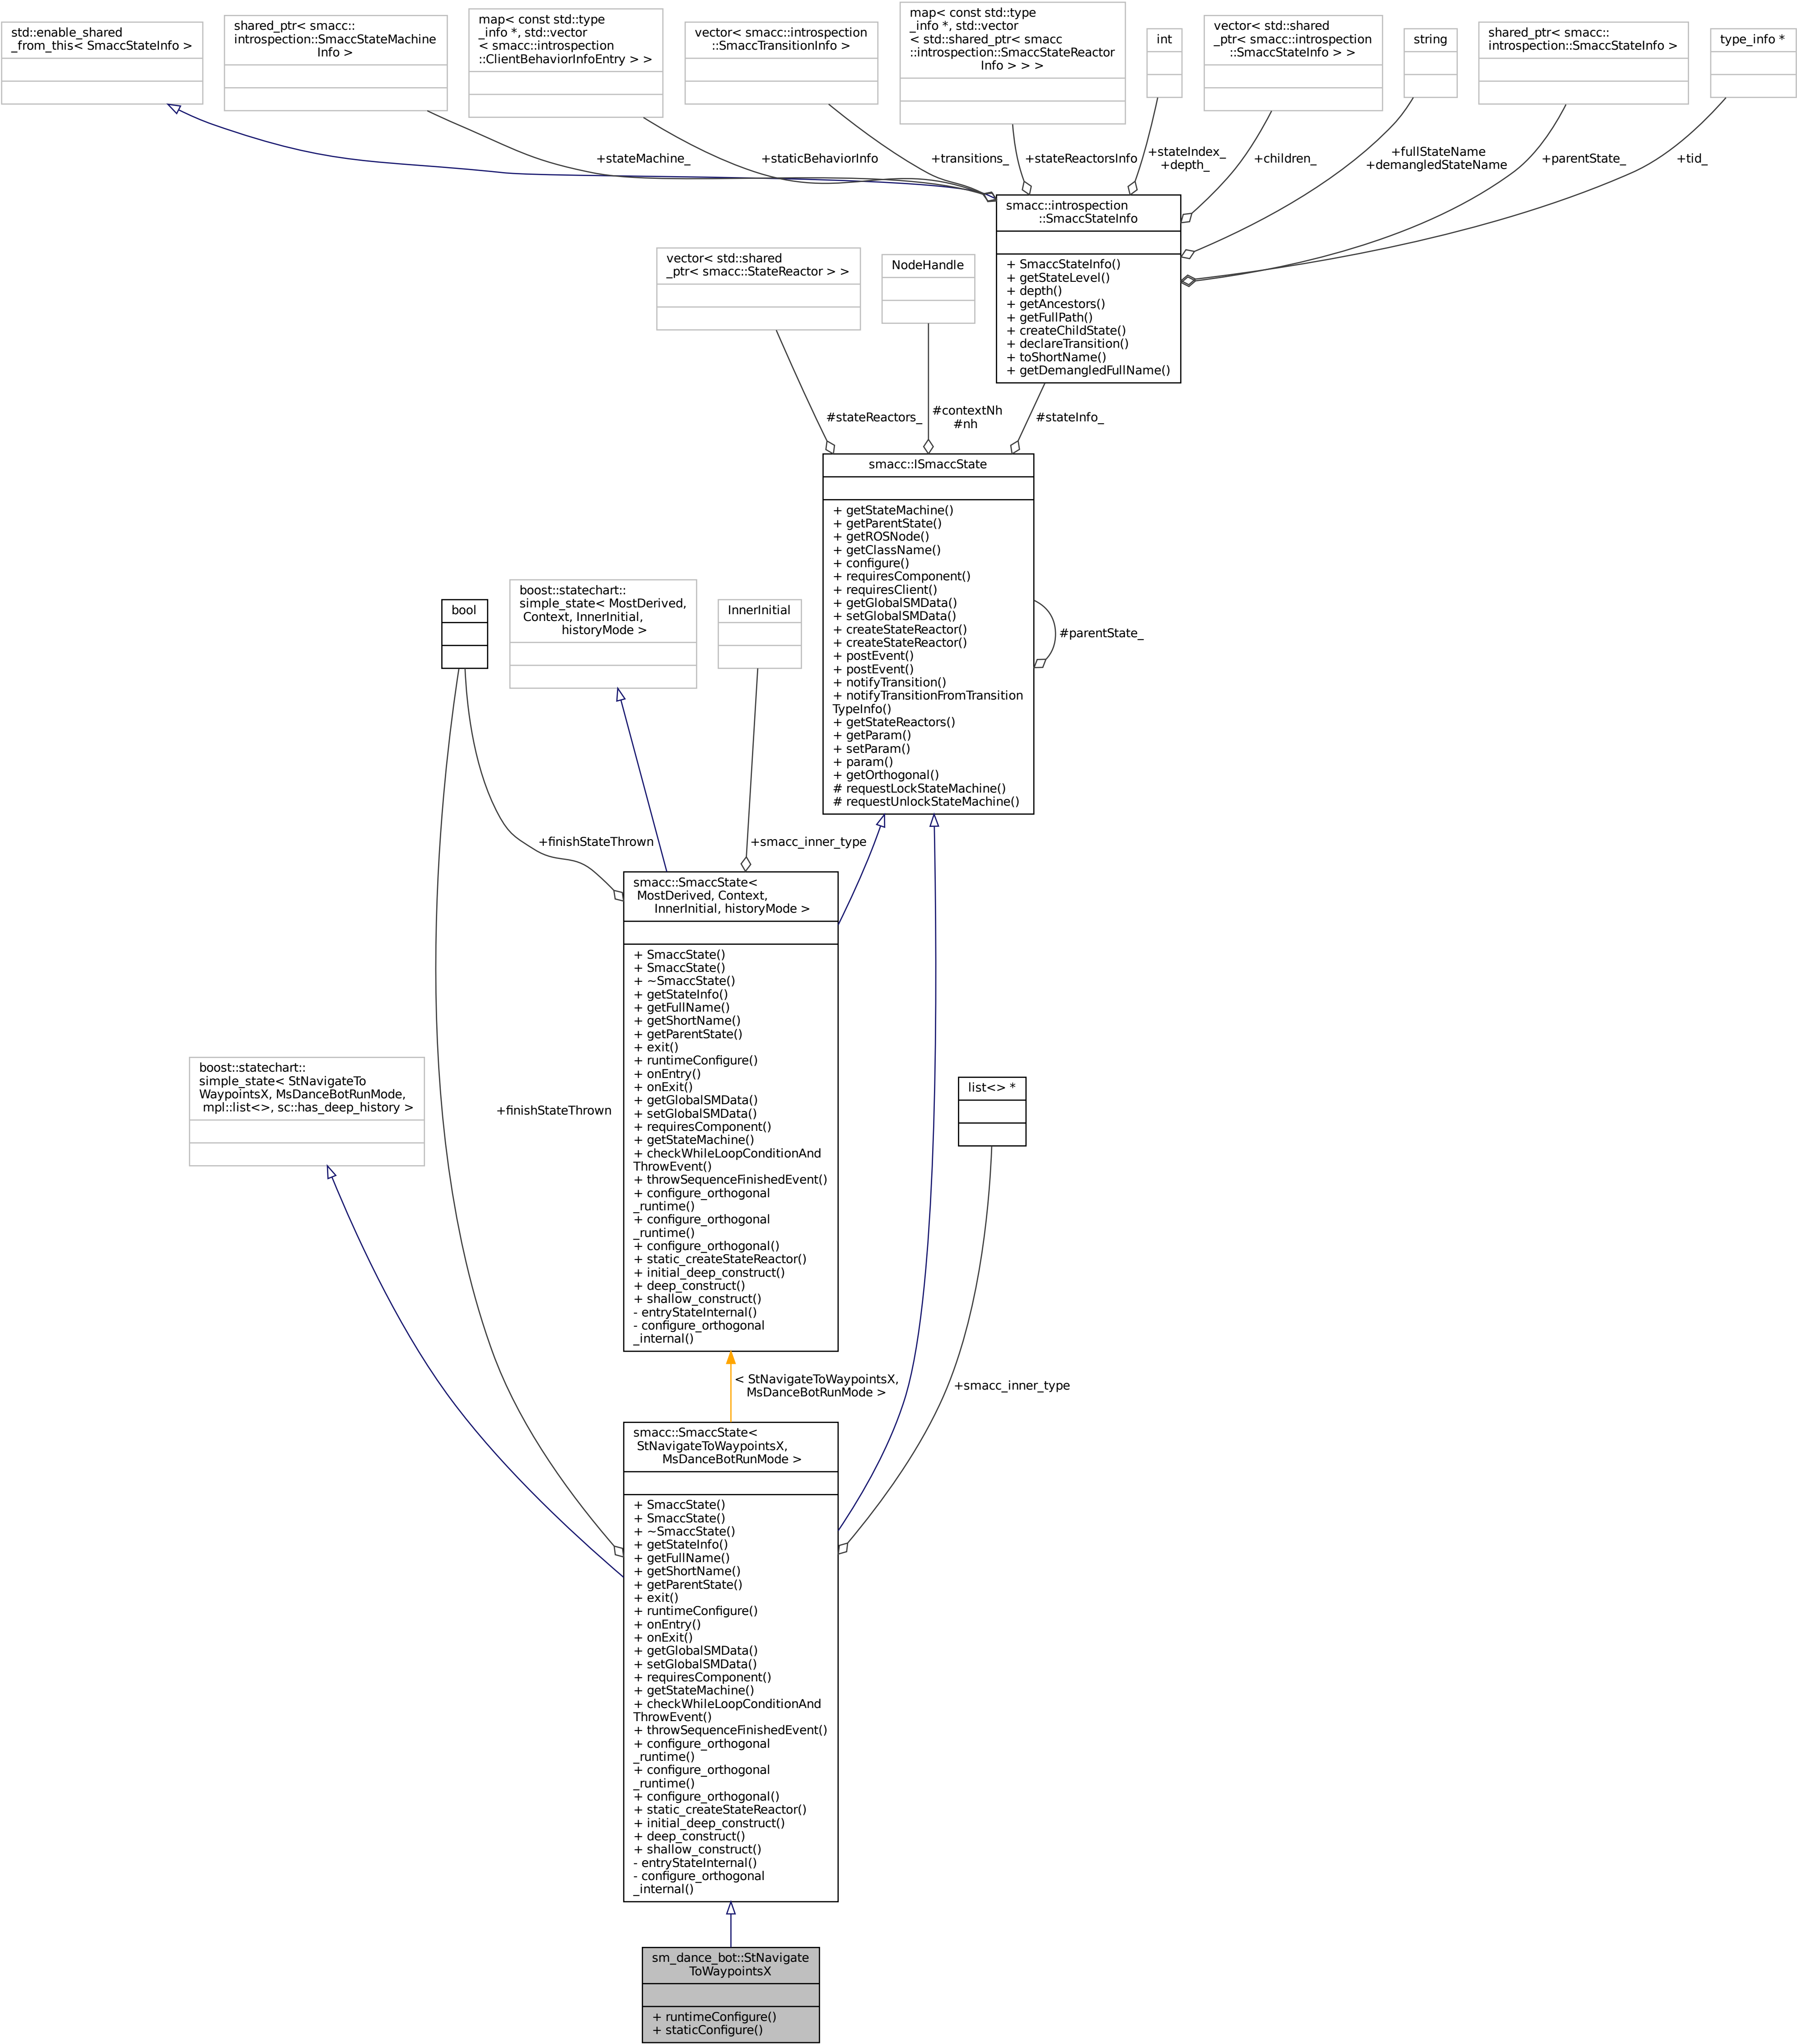 std::enable_shared
_from_this< SmaccStateInfo >
shared_ptr< smacc::
introspection::SmaccStateMachine
Info >
map< const std::type
_info *, std::vector
< smacc::introspection
::ClientBehaviorInfoEntry > >
vector< smacc::introspection
::SmaccTransitionInfo >
map< const std::type
_info *, std::vector
< std::shared_ptr< smacc
::introspection::SmaccStateReactor
Info > > >
int
vector< std::shared
_ptr< smacc::introspection
::SmaccStateInfo > >
string
shared_ptr< smacc::
introspection::SmaccStateInfo >
type_info *
+stateMachine_
+staticBehaviorInfo
+transitions_
+stateReactorsInfo
+stateIndex_
+depth_
+children_
+fullStateName
+demangledStateName
+parentState_
+tid_
smacc::introspection
::SmaccStateInfo
+ SmaccStateInfo()
+ getStateLevel()
+ depth()
+ getAncestors()
+ getFullPath()
+ createChildState()
+ declareTransition()
+ toShortName()
+ getDemangledFullName()
vector< std::shared
_ptr< smacc::StateReactor > >
NodeHandle
#stateReactors_
#contextNh
#nh
#stateInfo_
smacc::ISmaccState
+ getStateMachine()
+ getParentState()
+ getROSNode()
+ getClassName()
+ configure()
+ requiresComponent()
+ requiresClient()
+ getGlobalSMData()
+ setGlobalSMData()
+ createStateReactor()
+ createStateReactor()
+ postEvent()
+ postEvent()
+ notifyTransition()
+ notifyTransitionFromTransition
TypeInfo()
+ getStateReactors()
+ getParam()
+ setParam()
+ param()
+ getOrthogonal()
# requestLockStateMachine()
# requestUnlockStateMachine()
#parentState_
bool
boost::statechart::
simple_state< MostDerived,
Context, InnerInitial,
historyMode >
InnerInitial
+finishStateThrown
+smacc_inner_type
smacc::SmaccState<
MostDerived, Context,
InnerInitial, historyMode >
+ SmaccState()
+ SmaccState()
+ ~SmaccState()
+ getStateInfo()
+ getFullName()
+ getShortName()
+ getParentState()
+ exit()
+ runtimeConfigure()
+ onEntry()
+ onExit()
+ getGlobalSMData()
+ setGlobalSMData()
+ requiresComponent()
+ getStateMachine()
+ checkWhileLoopConditionAnd
ThrowEvent()
+ throwSequenceFinishedEvent()
+ configure_orthogonal
_runtime()
+ configure_orthogonal
_runtime()
+ configure_orthogonal()
+ static_createStateReactor()
+ initial_deep_construct()
+ deep_construct()
+ shallow_construct()
- entryStateInternal()
- configure_orthogonal
_internal()
boost::statechart::
simple_state< StNavigateTo
WaypointsX, MsDanceBotRunMode,
mpl::list<>, sc::has_deep_history >
+finishStateThrown
list<> *
< StNavigateToWaypointsX,
MsDanceBotRunMode >
+smacc_inner_type
smacc::SmaccState<
StNavigateToWaypointsX,
MsDanceBotRunMode >
+ SmaccState()
+ SmaccState()
+ ~SmaccState()
+ getStateInfo()
+ getFullName()
+ getShortName()
+ getParentState()
+ exit()
+ runtimeConfigure()
+ onEntry()
+ onExit()
+ getGlobalSMData()
+ setGlobalSMData()
+ requiresComponent()
+ getStateMachine()
+ checkWhileLoopConditionAnd
ThrowEvent()
+ throwSequenceFinishedEvent()
+ configure_orthogonal
_runtime()
+ configure_orthogonal
_runtime()
+ configure_orthogonal()
+ static_createStateReactor()
+ initial_deep_construct()
+ deep_construct()
+ shallow_construct()
- entryStateInternal()
- configure_orthogonal
_internal()
sm_dance_bot::StNavigate
ToWaypointsX
+ runtimeConfigure()
+ staticConfigure()